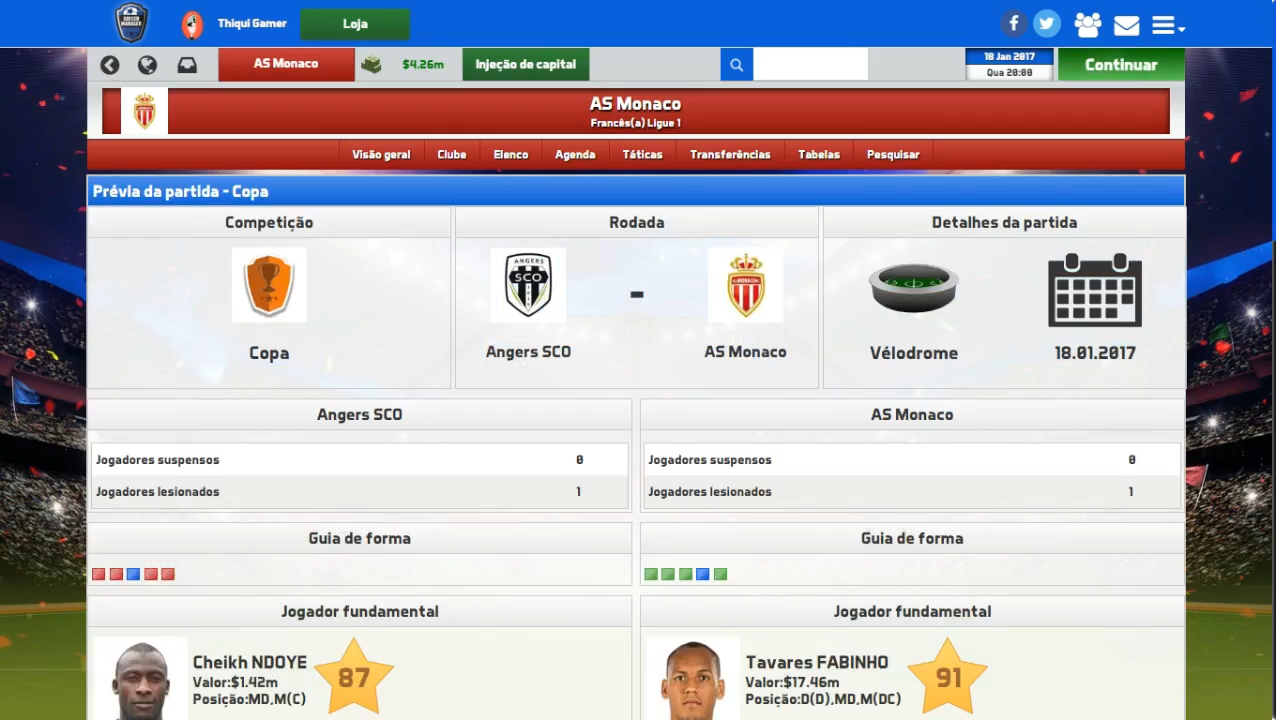 SOCCER MANAGER
Thiqui Gamer
Loja
AS Monaco
$4.26m
Injeção de capital
18 Jan 2017
Qua 20:00
Continuar
AS Monaco
Francês(a) Ligue 1
Visão geral
Clube
Elenco
Agenda
Táticas
Transferências
Tabelas
Pesquisar
Prévia da partida - Copa
Competição
Rodada
Detalhes da partida
ANGERS
SCO
-
Copa
Angers SCO
AS Monaco
Vélodrome
18.01.2017
Angers SCO
AS Monaco
Jogadores suspensos 0
Jogadores suspensos 0
Jogadores lesionados 1
Jogadores lesionados 1
Guia de forma
Guia de forma
Jogador fundamental
Jogador fundamental
Cheikh NDOYE
Valor:$1.42m
Posição:MD,M(C)
87
Tavares FABINHO
Valor:$17.46m
Posição:D(D),MD,M(DC)
91